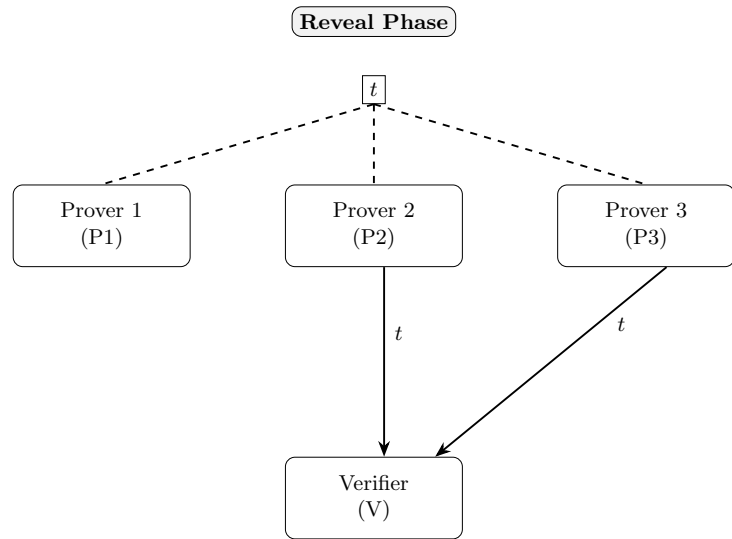 Reveal Phase
t
Prover 1
(P1)
Prover 2
(P2)
Prover 3
(P3)
t
t
Verifier
(V)